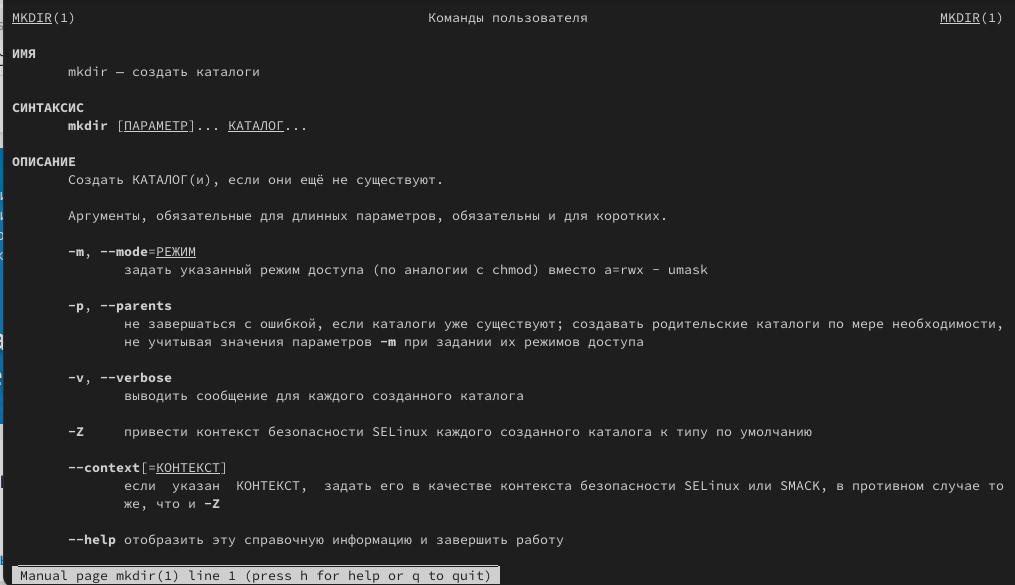 MKDIR(1) Команды пользователя MKDIR(1)
ИМЯ
mkdir — создать каталоги
СИНТАКСИС
mkdir [ПАРАМЕТР]... КАТАЛОГ...
ОПИСАНИЕ
Создать КАТАЛОГ(и), если они ещё не существуют.
Аргументы, обязательные для длинных параметров, обязательны и для коротких.
-m, --mode=РЕЖИМ
задать указанный режим доступа (по аналогии с chmod) вместо a=rwx - umask
-p, --parents
не завершаться с ошибкой, если каталоги уже существуют; создавать родительские каталоги по мере необходимости,
не учитывая значения параметров -m при задании их режимов доступа
-v, --verbose
выводить сообщение для каждого созданного каталога
-Z привести контекст безопасности SELinux каждого созданного каталога к типу по умолчанию
--context[=КОНТЕКСТ]
если указан КОНТЕКСТ, задать его в качестве контекста безопасности SELinux или SMACK, в противном случае то
же, что и -Z
--help отобразить эту справочную информацию и завершить работу
Manual page mkdir(1) line 1 (press h for help or q to quit)